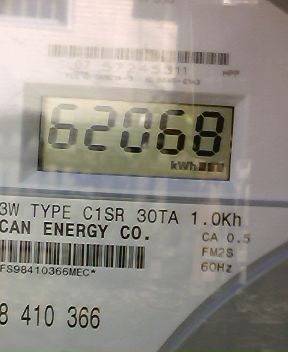 62068
kWh
3W TYPE C1SR 30TA 1.0Kh
CAN ENERGY CO.
CA 0.5
FM2S
60Hz
FS98410366MEC*
8 410 366